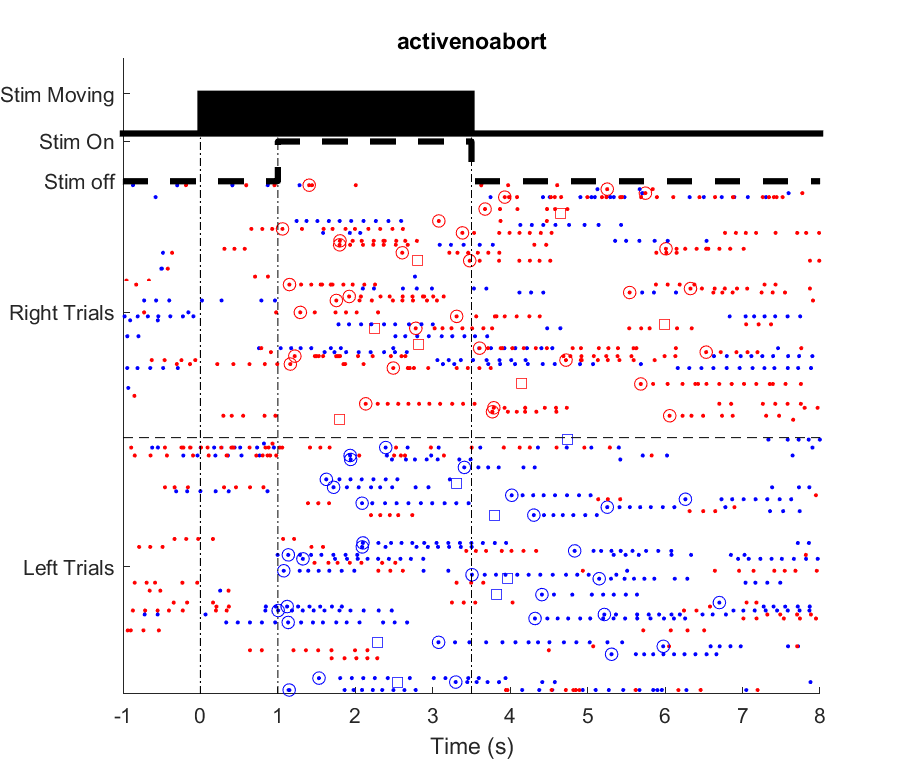 activenoabort
Stim Moving
Stim On
Stim off
Right Trials
Left Trials
-1 0 1 2 3 4 5 6 7 8
Time (s)